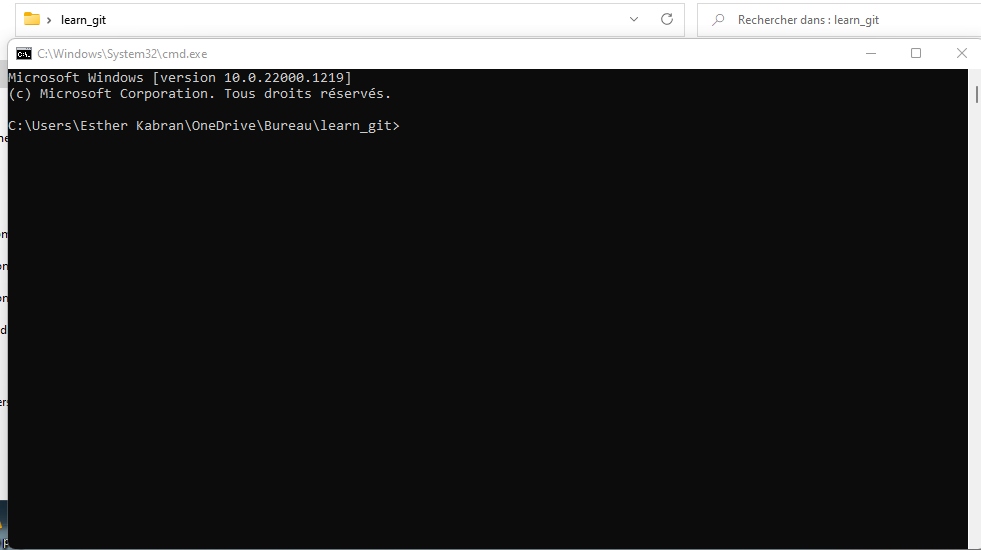 learn_git
Rechercher dans : learn_git
C:\Windows\System32\cmd.exe
Microsoft Windows [version 10.0.22000.1219]
(c) Microsoft Corporation. Tous droits réservés.
C:\Users\Esther Kabran\OneDrive\Bureau\learn_git>